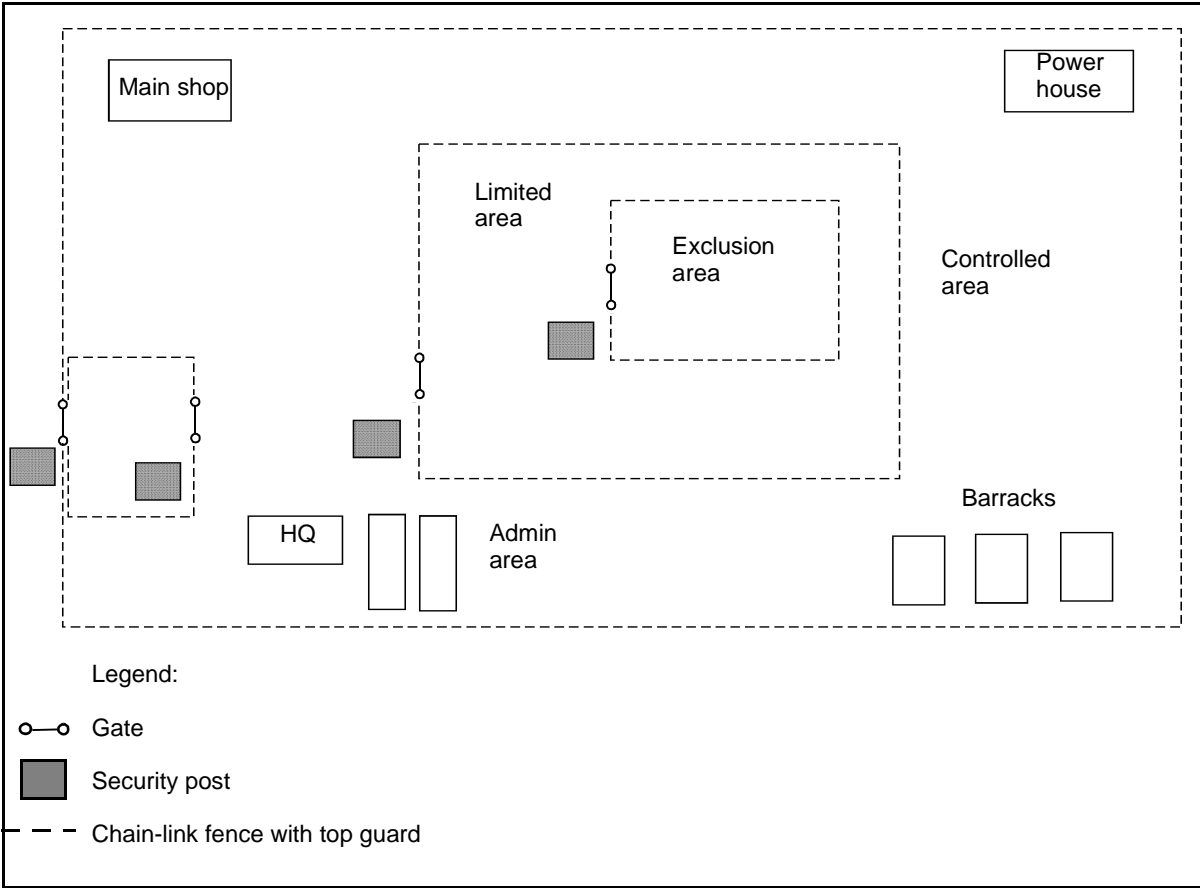 Main shop
Power
house
Limited
area
Exclusion
area
Controlled
area
Barracks
HQ
Admin
area
Legend:
Gate
Security post
Chain-link fence with top guard